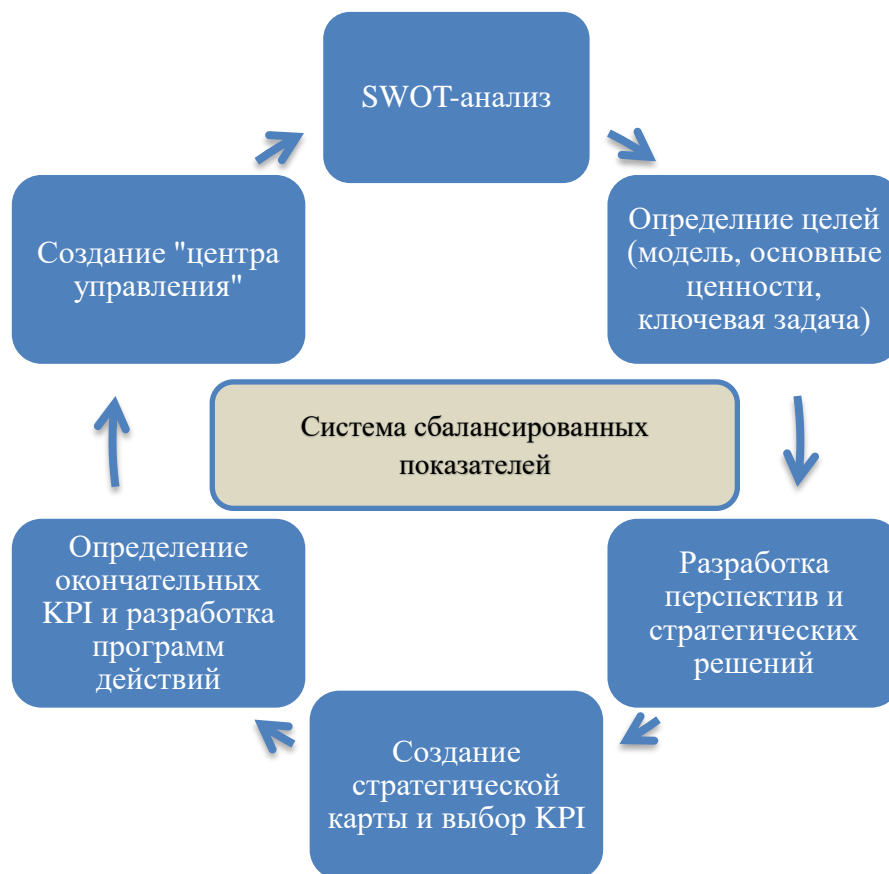 SWOT-анализ
Определние целей
(модель, основные
ценности,
ключевая задача)
Разработка
перспектив и
стратегических
решений
Создание
стратегической
карты и выбор KPI
Определение
окончательных
KPI и разработка
программ
действий
Создание "центра
управления"
Система сбалансированных
показателей